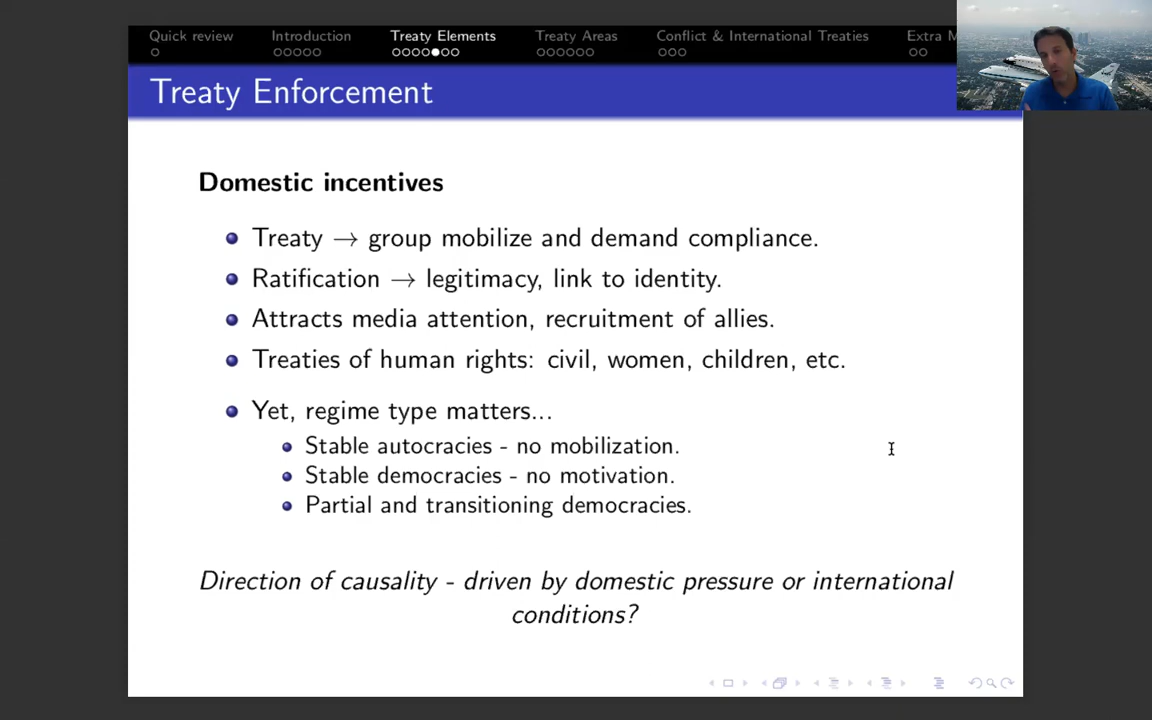 Quick review Introduction Treaty Elements Treaty Areas Conflict & International Treaties Extra M
Treaty Enforcement
Domestic incentives
Treaty → group mobilize and demand compliance.
Ratification → legitimacy, link to identity.
Attracts media attention, recruitment of allies.
Treaties of human rights: civil, women, children, etc.
Yet, regime type matters...
Stable autocracies - no mobilization.
Stable democracies - no motivation.
Partial and transitioning democracies.
Direction of causality - driven by domestic pressure or international
conditions?